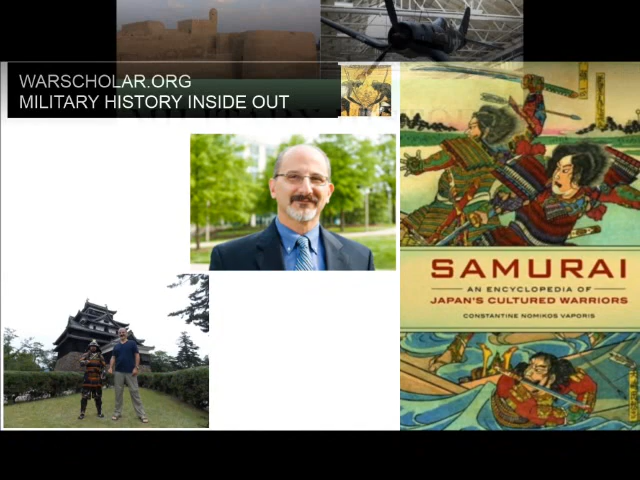 WARSCHOLAR.ORG
MILITARY HISTORY INSIDE OUT
SAMURAI
AN ENCYCLOPEDIA OF
JAPAN'S CULTURED WARRIORS
CONSTANTINE NOMIKOS VAPORIS